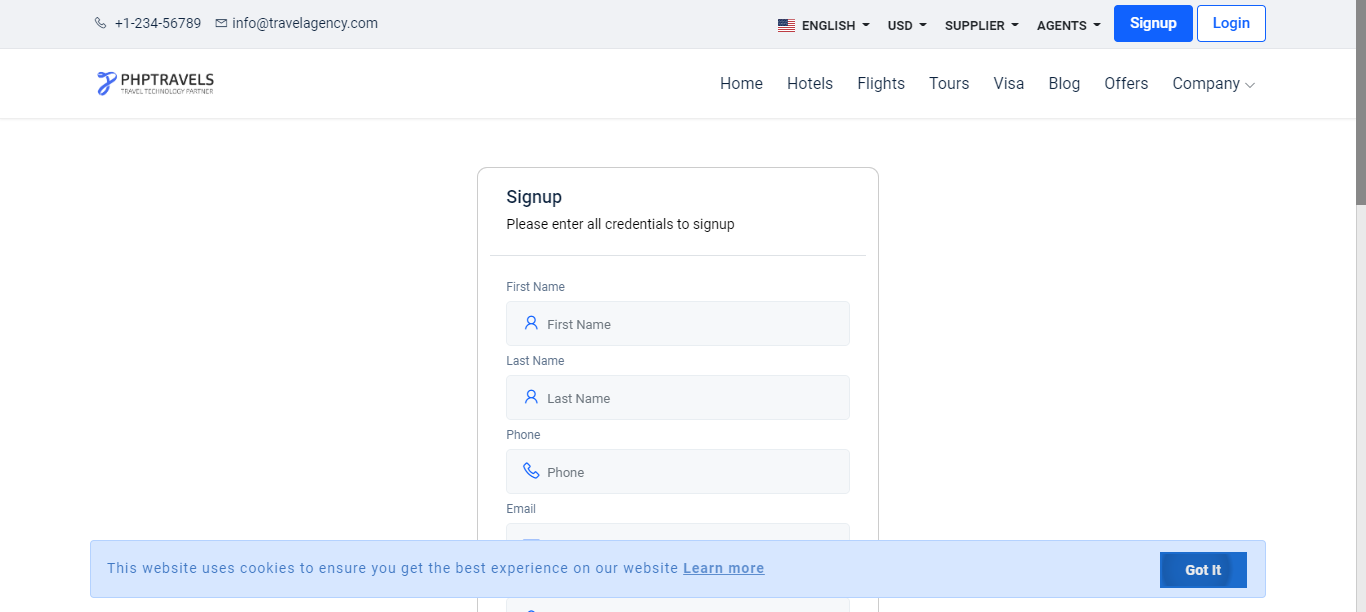 +1-234-56789 info@travelagency.com ENGLISH USD SUPPLIER AGENTS Signup Login
PHPTRAVELS
TRAVEL TECHNOLOGY PARTNER
Home Hotels Flights Tours Visa Blog Offers Company
Signup
Please enter all credentials to signup
First Name
First Name
Last Name
Last Name
Phone
Phone
Email
This website uses cookies to ensure you get the best experience on our website Learn more Got It